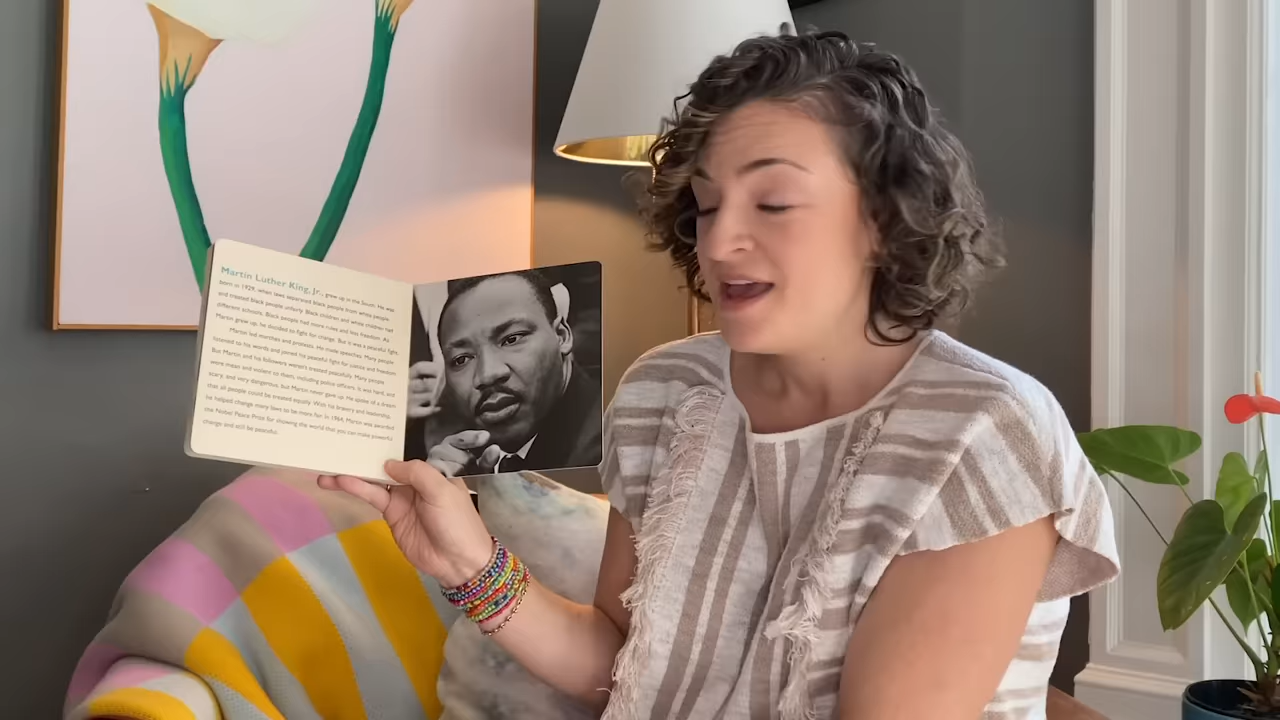 Martin Luther King, Jr., grew up in the South. He was
born in 1929, when laws separated black people from white people
and treated black people unfairly. Black children and white children had
different schools. Black people had more rules and less freedom. As
Martin grew up, he decided to fight for change. But it was a peaceful fight.
Martin led marches and protests. He made speeches. Many people
listened to his words and joined his peaceful fight for justice and freedom.
But Martin and his followers weren't treated peacefully. Many people
were mean and violent to them, including police officers. It was hard, and
scary, and very dangerous, but Martin never gave up. He spoke of a dream
that all people could be treated equally. With his bravery and leadership,
he helped change many laws to be more fair. In 1964, Martin was awarded
the Nobel Peace Prize for showing the world that you can make powerful
change and still be peaceful.